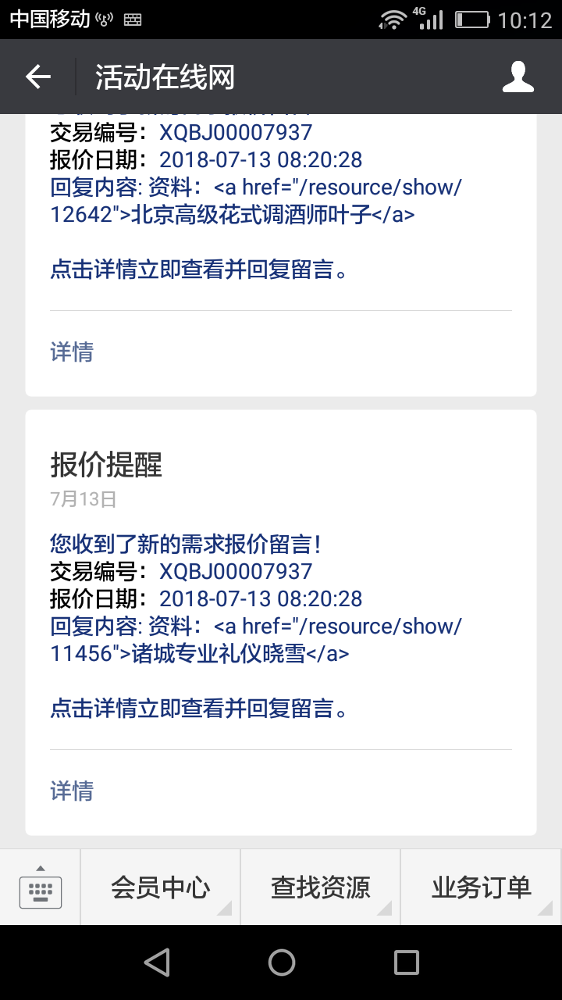 中国移动 4G 10:12
活动在线网
交易编号： XQBJ00007937
报价日期： 2018-07-13 08:20:28
回复内容: 资料： <a href="/resource/show/
12642">北京高级花式调酒师叶子</a>
点击详情立即查看并回复留言。
详情
报价提醒
7月13日
您收到了新的需求报价留言！
交易编号： XQBJ00007937
报价日期： 2018-07-13 08:20:28
回复内容: 资料： <a href="/resource/show/
11456">诸城专业礼仪晓雪</a>
点击详情立即查看并回复留言。
详情
会员中心 查找资源 业务订单